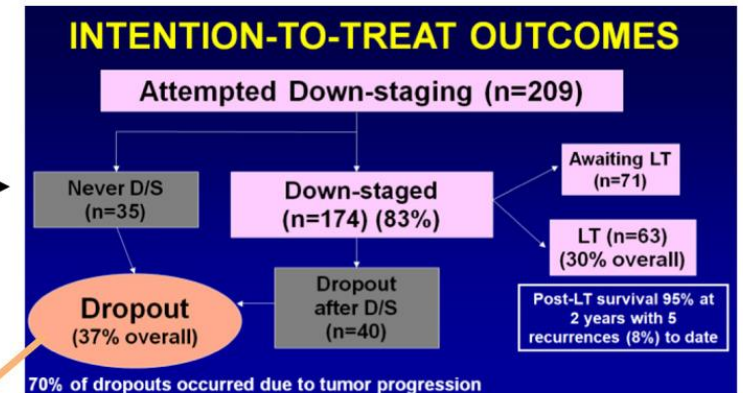 INTENTION-TO-TREAT OUTCOMES
Attempted Down-staging (n=209)
Never D/S
(n=35)
Down-staged
(n=174) (83%)
Awaiting LT
(n=71)
LT (n=63)
(30% overall)
Dropout
(37% overall)
Dropout
after D/S
(n=40)
Post-LT survival 95% at
2 years with 5
recurrences (8%) to date
70% of dropouts occurred due to tumor progression